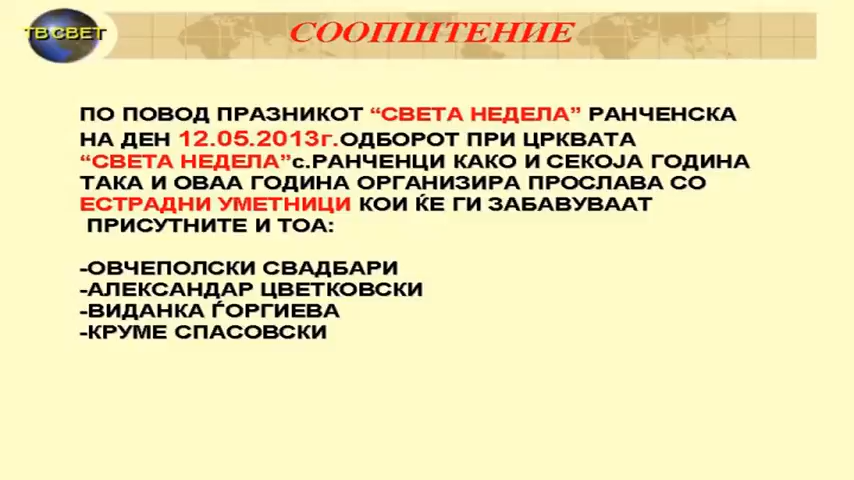 ТВ СВЕТ
СООПШТЕНИЕ
ПО ПОВОД ПРАЗНИКОТ “СВЕТА НЕДЕЛА” РАНЧЕНСКА
НА ДЕН 12.05.2013г.ОДБОРОТ ПРИ ЦРКВАТА
“СВЕТА НЕДЕЛА”с.РАНЧЕНЦИ КАКО И СЕКОЈА ГОДИНА
ТАКА И ОВАА ГОДИНА ОРГАНИЗИРА ПРОСЛАВА СО
ЕСТРАДНИ УМЕТНИЦИ КОИ ЌЕ ГИ ЗАБАВУВААТ
ПРИСУТНИТЕ И ТОА:
-ОВЧЕПОЛСКИ СВАДБАРИ
-АЛЕКСАНДАР ЦВЕТКОВСКИ
-ВИДАНКА ЃОРГИЕВА
-КРУМЕ СПАСОВСКИ